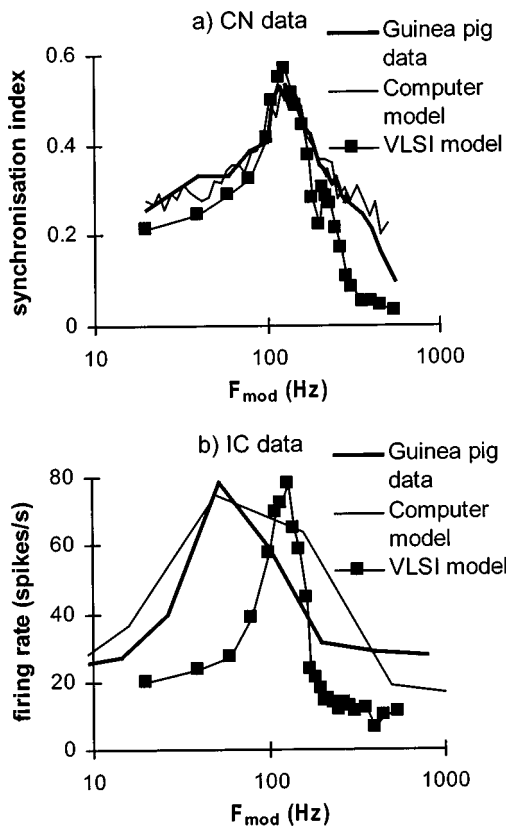 a) CN data
Guinea pig
data
Computer
model
VLSI model
synchronisation index
0.6
0.4
0.2
0
10
100
1000
Fmod (Hz)
b) IC data
Guinea pig
data
Computer
model
VLSI model
firing rate (spikes/s)
80
60
40
20
0
10
100
1000
Fmod (Hz)